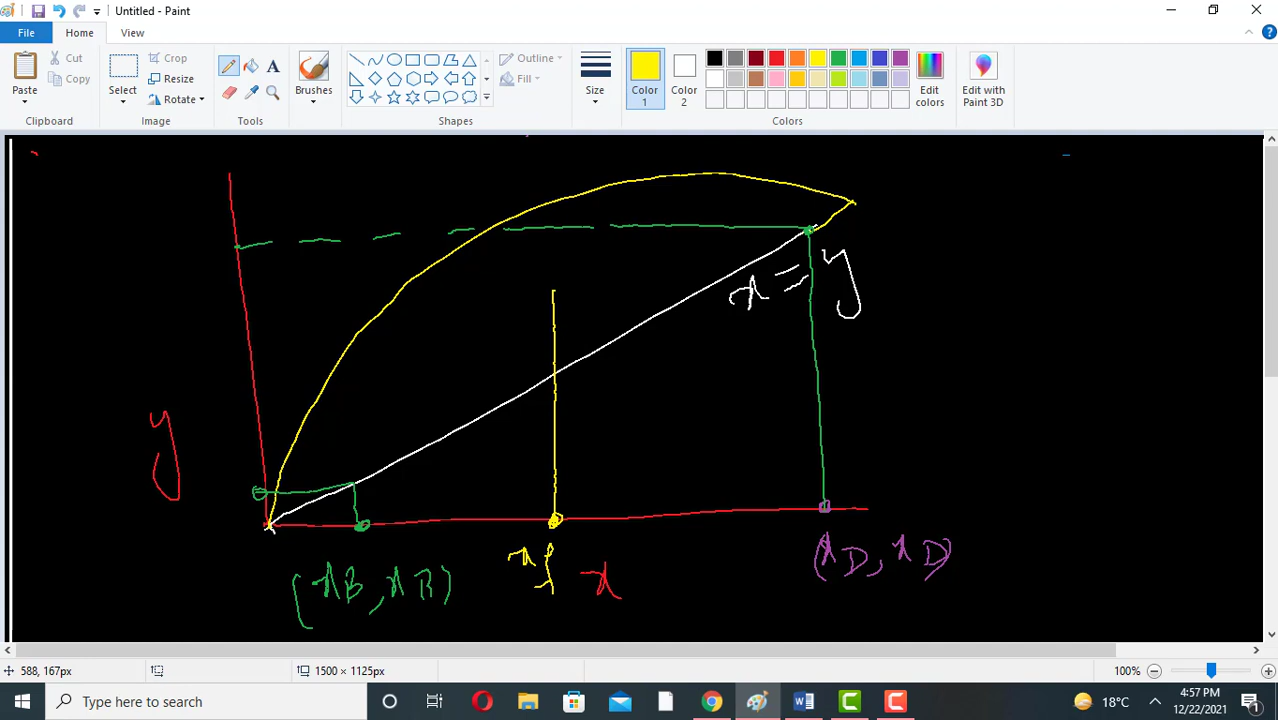 Untitled - Paint
File Home View
Paste Cut Copy Clipboard
Select Crop Resize Rotate Image
Tools
Brushes
Outline Fill Shapes
Size
Color 1 Color 2 Edit colors Colors
Edit with Paint 3D
x = y
y
(xB, xB)
xf
x
(xD, xD)
588, 167px
1500 × 1125px
100%
Type here to search
18°C
4:57 PM
12/22/2021